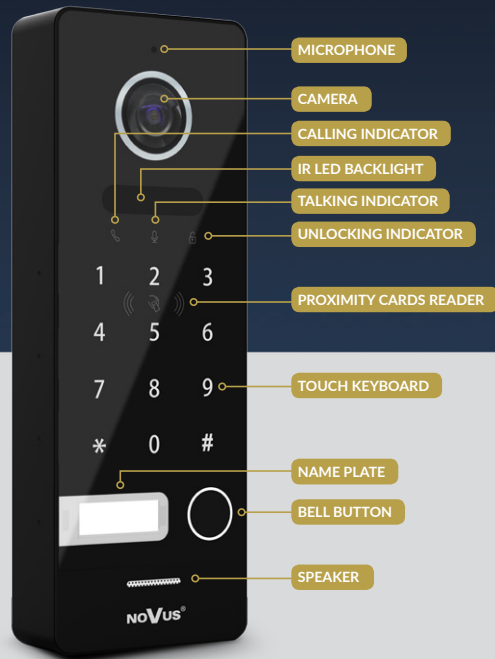 MICROPHONE
CAMERA
CALLING INDICATOR
IR LED BACKLIGHT
TALKING INDICATOR
UNLOCKING INDICATOR
1 2 3
PROXIMITY CARDS READER
4 5 6
7 8 9
TOUCH KEYBOARD
* 0 #
NAME PLATE
BELL BUTTON
SPEAKER
NOVUS®